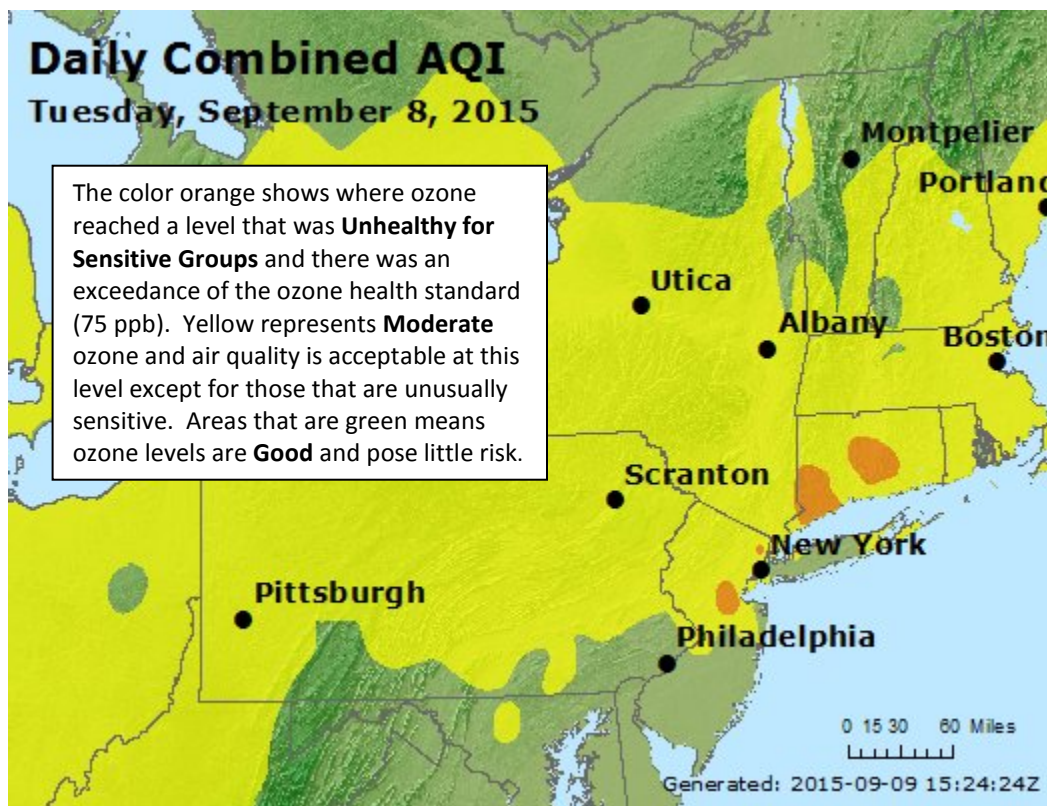 Daily Combined AQI
Tuesday, September 8, 2015
Montpelier
Portland
The color orange shows where ozone
reached a level that was Unhealthy for
Sensitive Groups and there was an
exceedance of the ozone health standard
(75 ppb).  Yellow represents Moderate
ozone and air quality is acceptable at this
level except for those that are unusually
sensitive.  Areas that are green means
ozone levels are Good and pose little risk.
Utica
Albany
Boston
Scranton
New York
Pittsburgh
Philadelphia
0 15 30 60 Miles
Generated: 2015-09-09 15:24:24Z